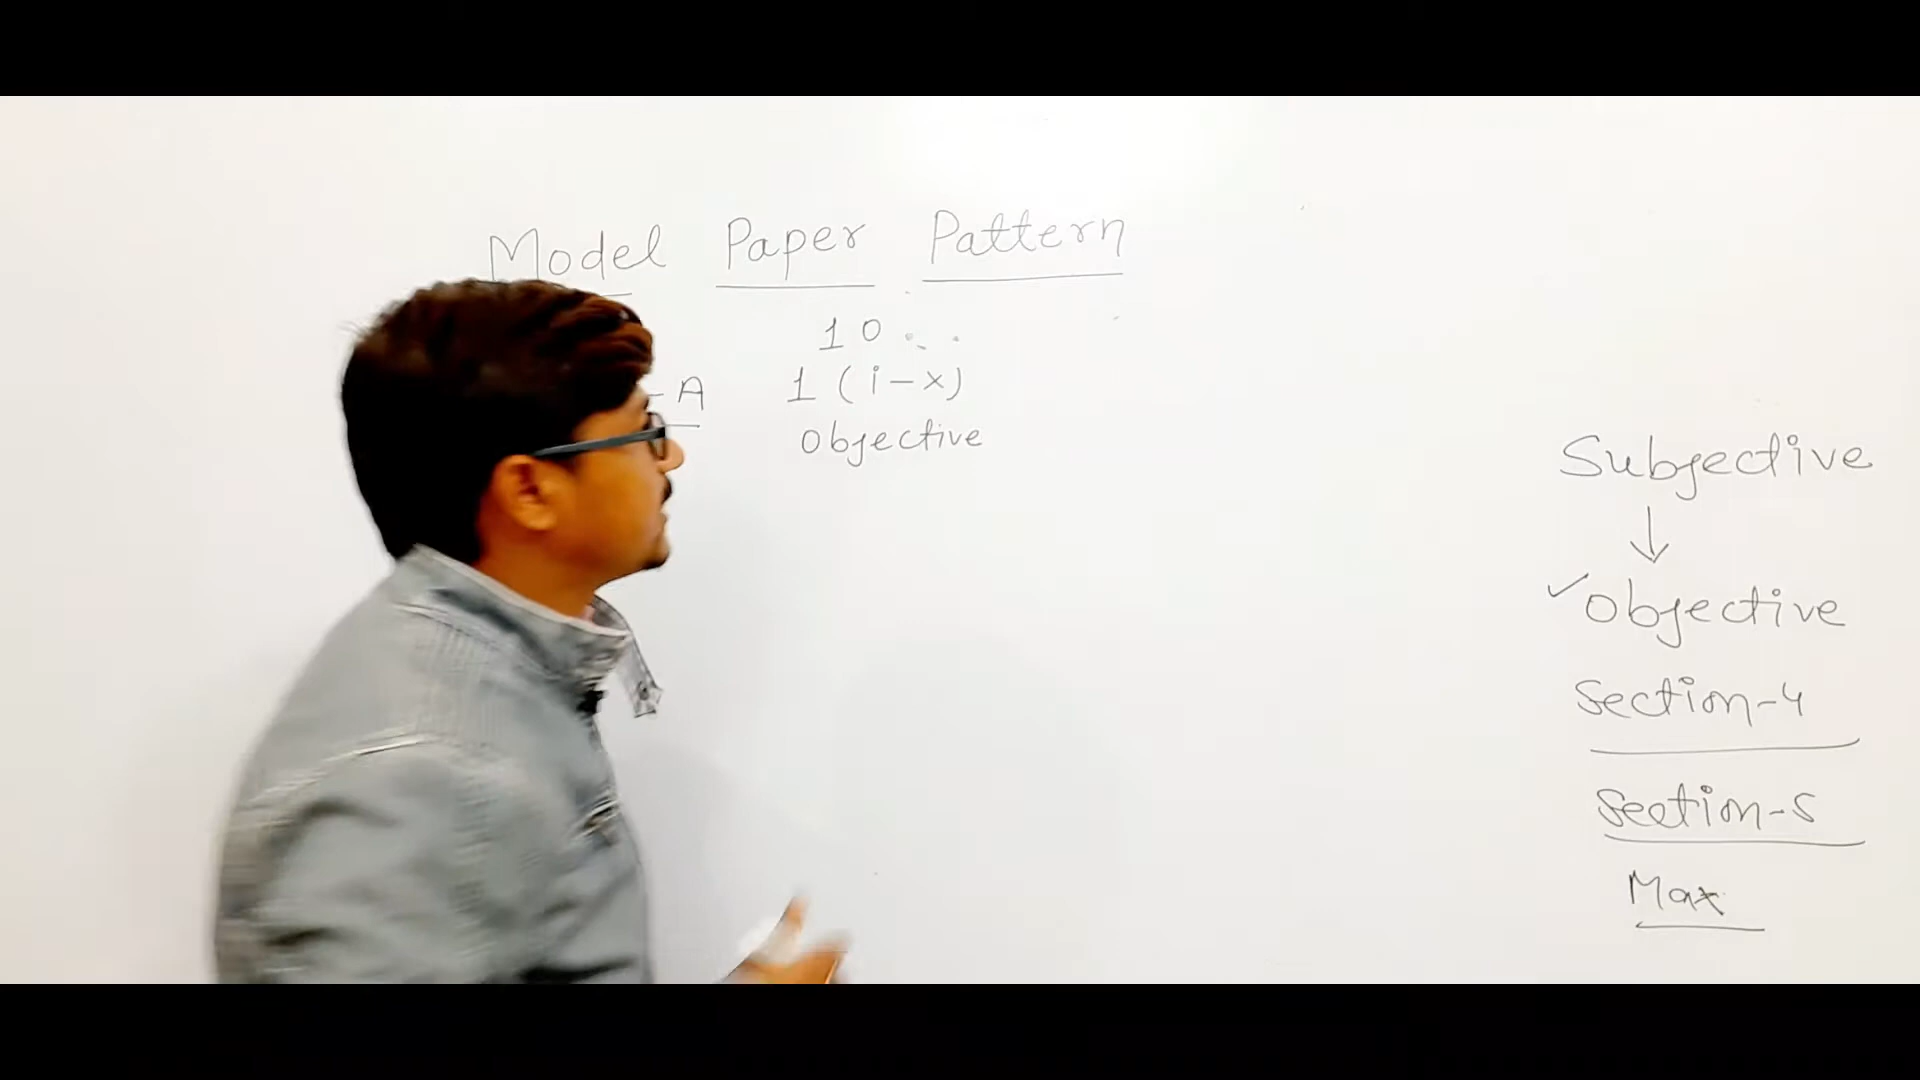 Model Paper Pattern
10
-A 1 (i-x)
Objective
Subjective
↓
✓Objective
Section-4
Section-5
Max